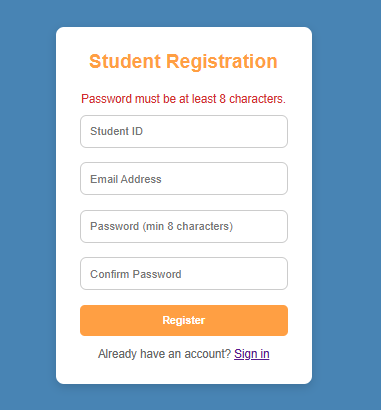 Student Registration
Password must be at least 8 characters.
Student ID
Email Address
Password (min 8 characters)
Confirm Password
Register
Already have an account? Sign in